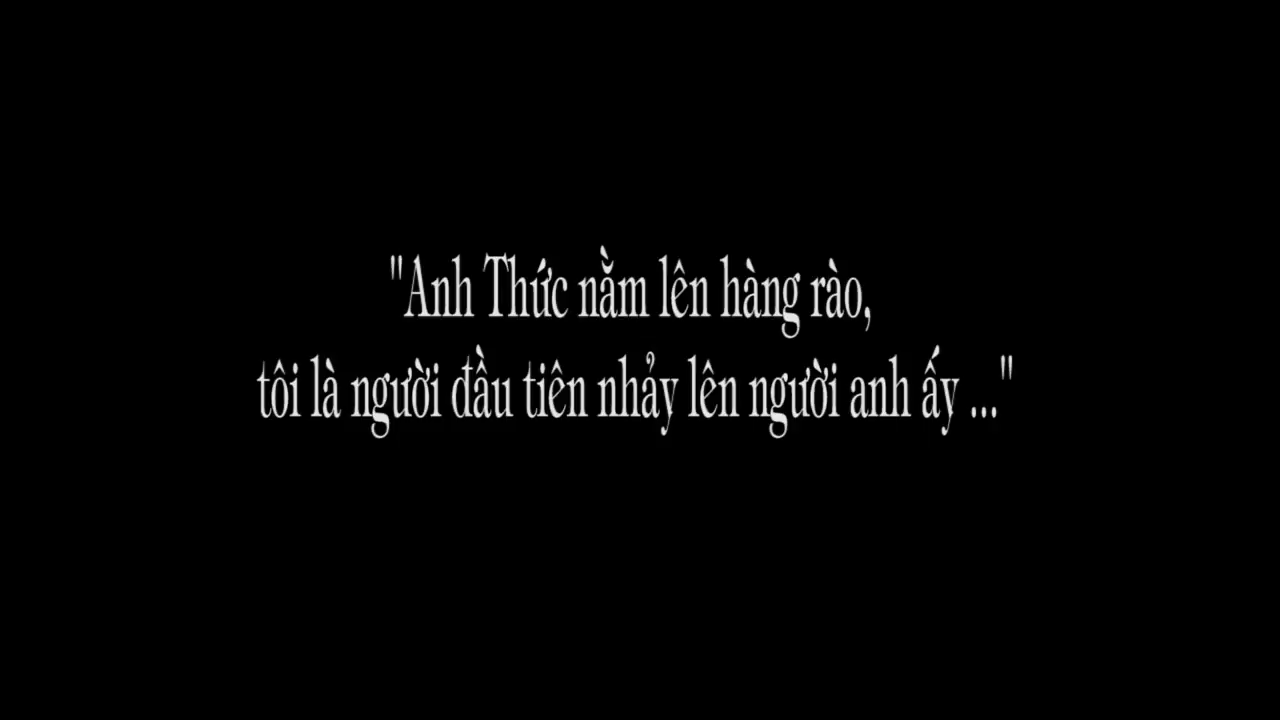 "Anh Thức nằm lên hàng rào,
tôi là người đầu tiên nhảy lên người anh ấy ..."